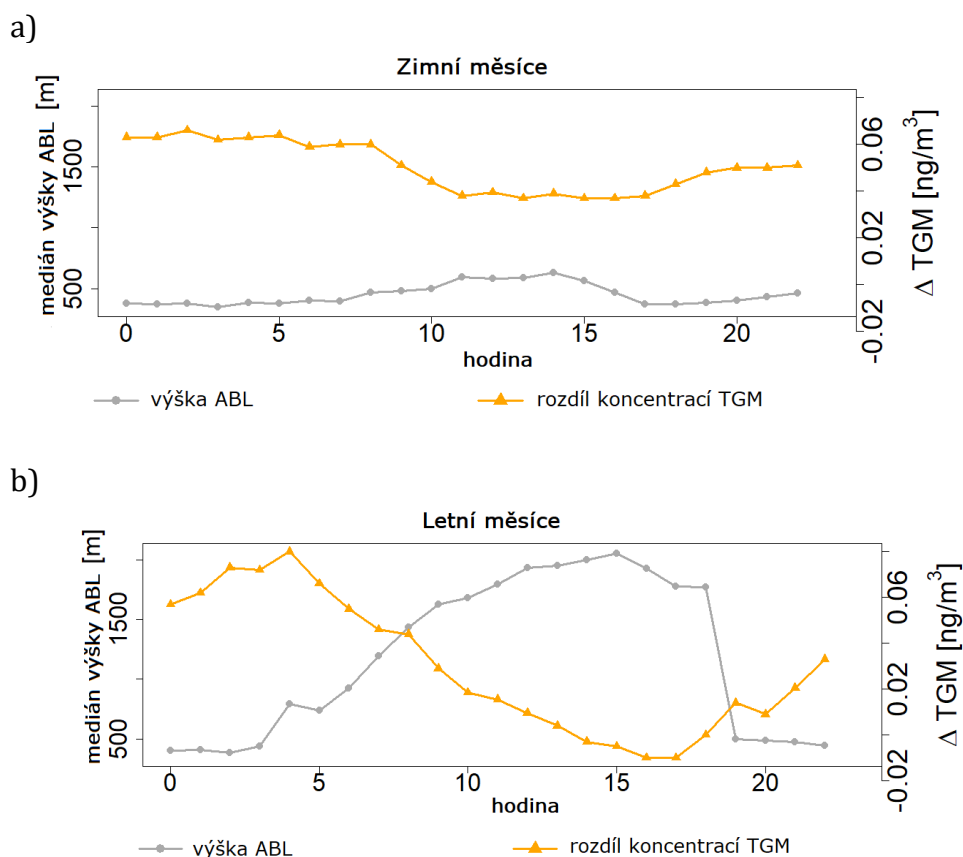 a)
Zimní měsíce
medián výšky ABL [m]
500
1500
-0.02
0.02
0.06
Δ TGM [ng/m³]
0 5 10 15 20
hodina
výška ABL rozdíl koncentrací TGM
b)
Letní měsíce
medián výšky ABL [m]
500
1500
-0.02
0.02
0.06
Δ TGM [ng/m³]
0 5 10 15 20
hodina
výška ABL rozdíl koncentrací TGM